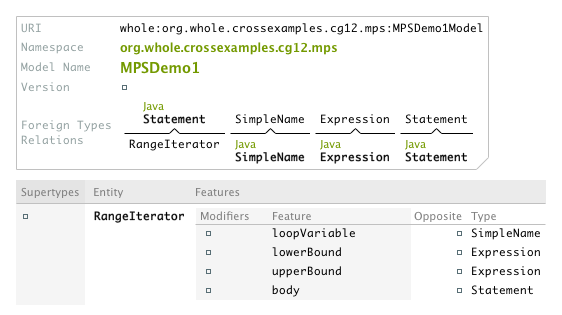 URI whole:org.whole.crossexamples.cg12.mps:MPSDemo1Model
Namespace org.whole.crossexamples.cg12.mps
Model Name MPSDemo1
Version
Java
Statement SimpleName Expression Statement
Foreign Types
Relations
RangeIterator Java Java Java
SimpleName Expression Statement
Supertypes Entity Features
RangeIterator Modifiers Feature Opposite Type
loopVariable SimpleName
lowerBound Expression
upperBound Expression
body Statement